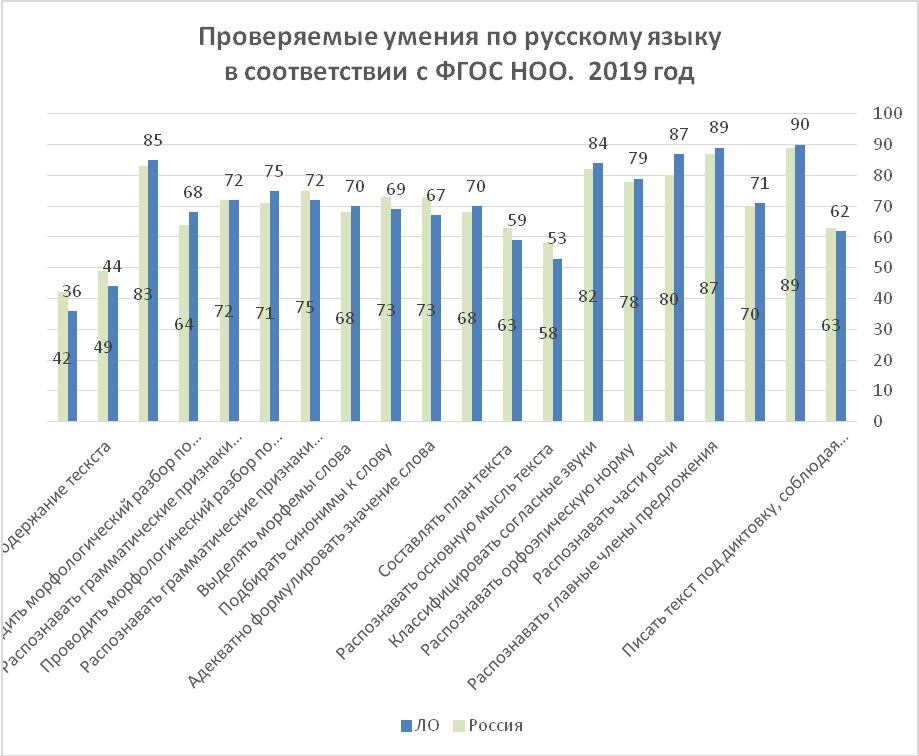 Проверяемые умения по русскому языку
в соответствии с ФГОС НОО. 2019 год
100
90
80
70
60
50
40
30
20
10
0
36
44
85
68
72
75
72
70
69
67
70
59
53
84
79
87
89
71
90
62
42
49
83
64
72
71
75
68
73
73
68
63
58
82
78
80
87
70
89
63
одержание тескста
дить морфологический разбор по...
Распознавать грамматические признаки...
Проводить морфологический разбор по...
Распознавать грамматические признаки...
Выделять морфемы слова
Подбирать синонимы к слову
Адекватно формулировать значение слова
Составлять план текста
Распознавать основную мысль текста
Классифицировать согласные звуки
Распознавать орфоэпическую норму
Распознавать части речи
Распознавать главные члены предложения
Писать текст под диктовку, соблюдая...
ЛО
Россия